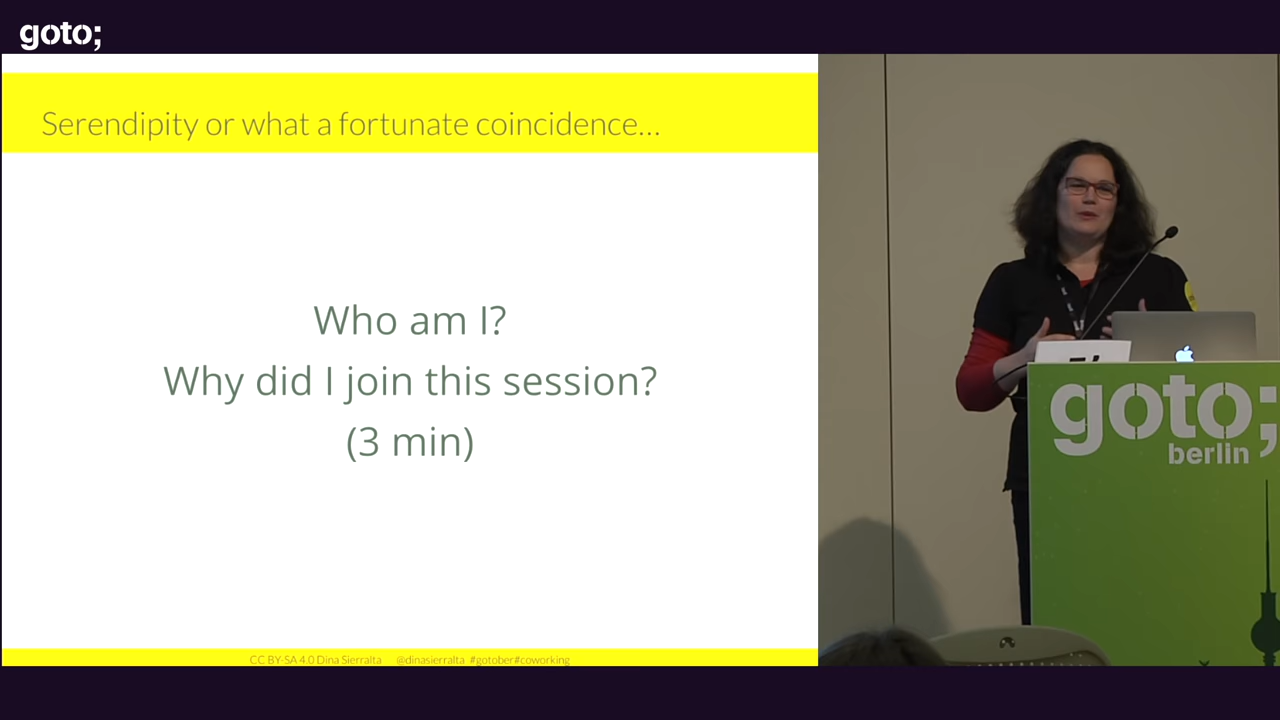 goto;
Serendipity or what a fortunate coincidence...
Who am I?
Why did I join this session?
(3 min)
CC BY-SA 4.0 Dina Sierralta @dinasierralta #gotober#coworking
goto;
berlin